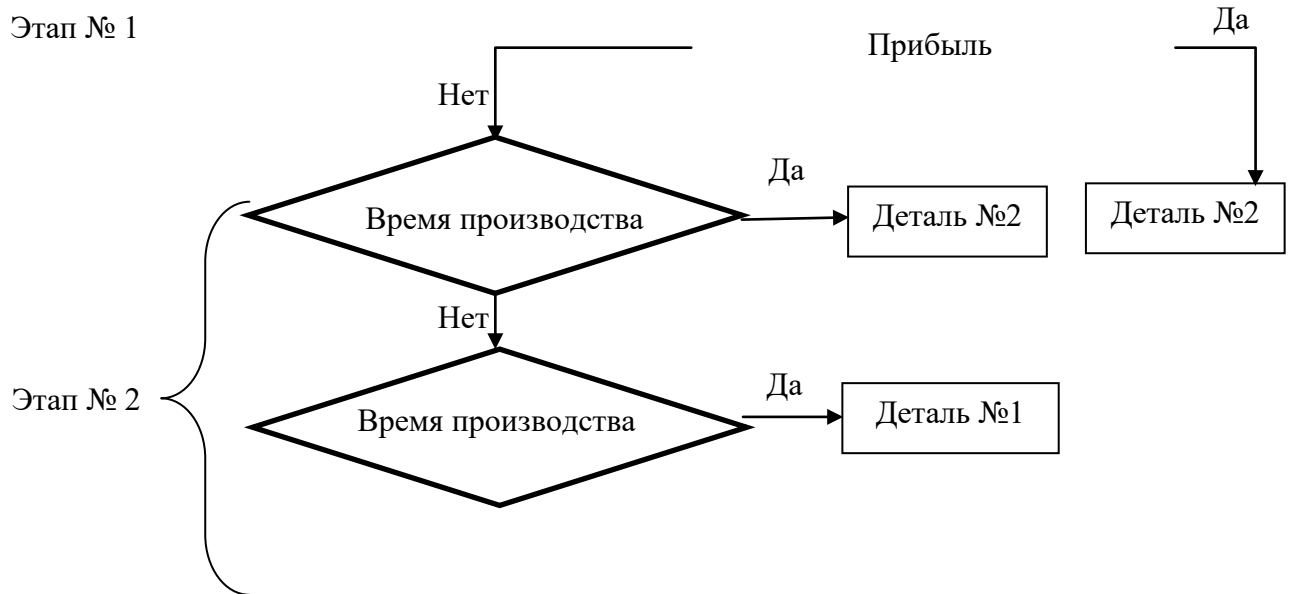 Этап № 1
Прибыль
Да
Нет
Время производства
Да
Деталь №2
Деталь №2
Нет
Этап № 2
Время производства
Да
Деталь №1